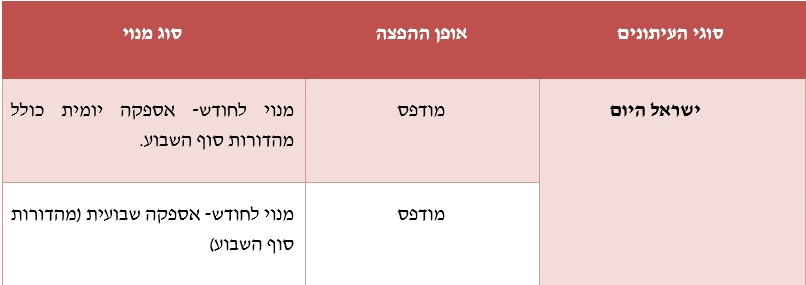 סוגי העיתונים
אופן ההפצה
סוג מנוי
ישראל היום
מודפס
מנוי לחודש- אספקה יומית כולל
מהדורות סוף השבוע.
מודפס
מנוי לחודש- אספקה שבועית (מהדורות
סוף השבוע)